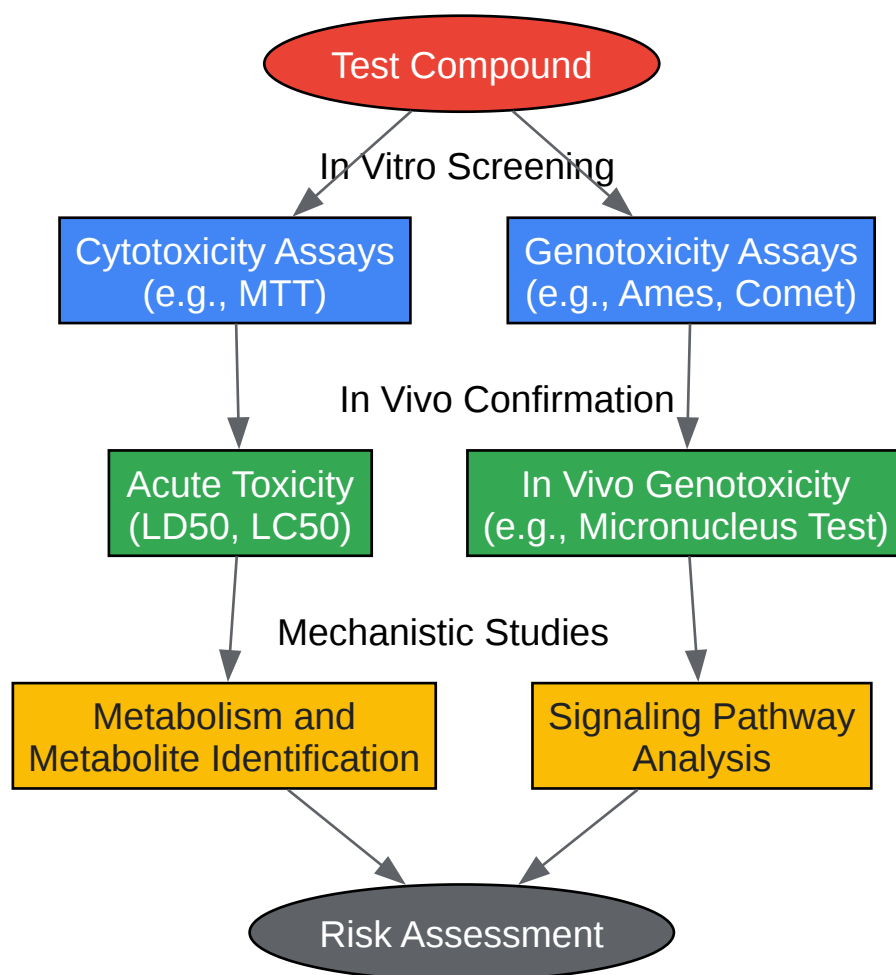 Test Compound
In Vitro Screening
Cytotoxicity Assays
(e.g., MTT)
Genotoxicity Assays
(e.g., Ames, Comet)
In Vivo Confirmation
Acute Toxicity
(LD50, LC50)
In Vivo Genotoxicity
(e.g., Micronucleus Test)
Mechanistic Studies
Metabolism and
Metabolite Identification
Signaling Pathway
Analysis
Risk Assessment